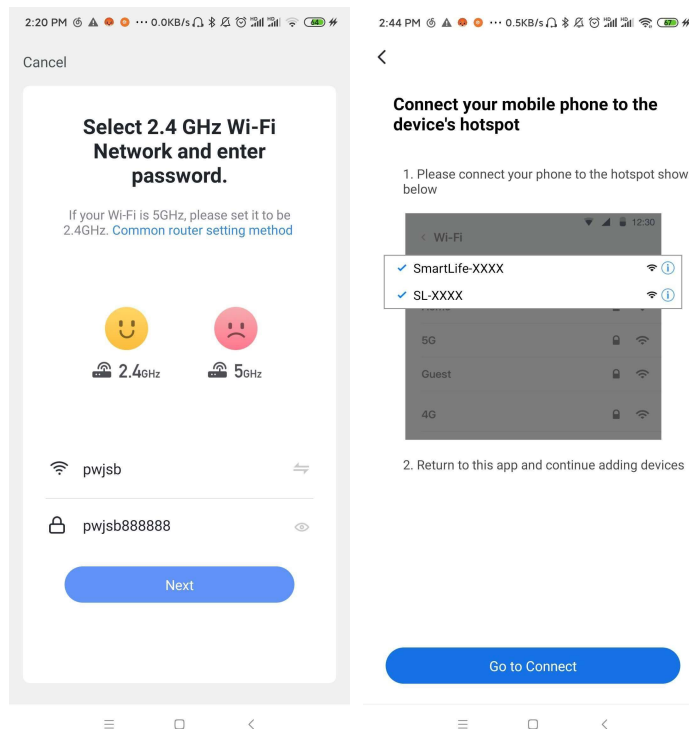 2:20 PM ··· 0.0KB/s HD HD 64
Cancel
Select 2.4 GHz Wi-Fi
Network and enter
password.
If your Wi-Fi is 5GHz, please set it to be
2.4GHz. Common router setting method
2.4GHz 5GHz
pwjsb
pwjsb888888
Next
2:44 PM ··· 0.5KB/s HD HD 67
Connect your mobile phone to the
device's hotspot
1. Please connect your phone to the hotspot show
below
12:30
Wi-Fi
SmartLife-XXXX
SL-XXXX
5G
Guest
4G
2. Return to this app and continue adding devices
Go to Connect